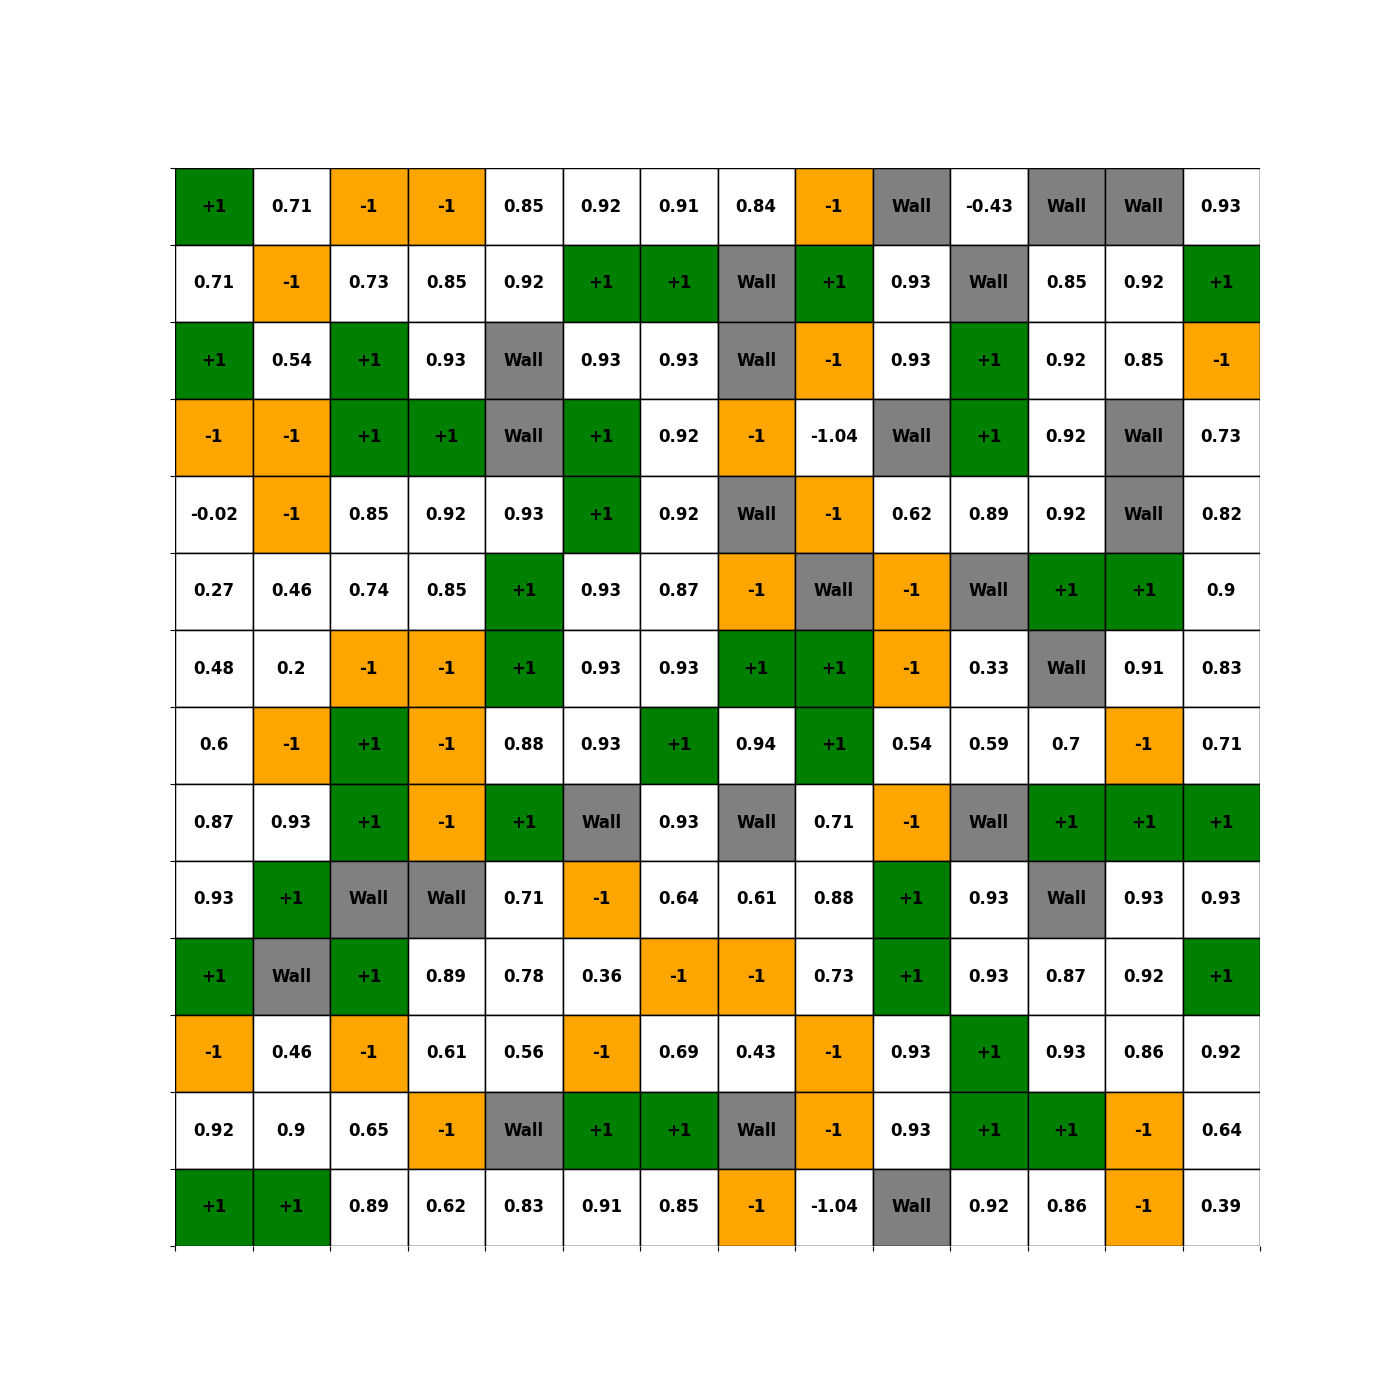 +1 0.71 -1 -1 0.85 0.92 0.91 0.84 -1 Wall -0.43 Wall Wall 0.93
0.71 -1 0.73 0.85 0.92 +1 +1 Wall +1 0.93 Wall 0.85 0.92 +1
+1 0.54 +1 0.93 Wall 0.93 0.93 Wall -1 0.93 +1 0.92 0.85 -1
-1 -1 +1 +1 Wall +1 0.92 -1 -1.04 Wall +1 0.92 Wall 0.73
-0.02 -1 0.85 0.92 0.93 +1 0.92 Wall -1 0.62 0.89 0.92 Wall 0.82
0.27 0.46 0.74 0.85 +1 0.93 0.87 -1 Wall -1 Wall +1 +1 0.9
0.48 0.2 -1 -1 +1 0.93 0.93 +1 +1 -1 0.33 Wall 0.91 0.83
0.6 -1 +1 -1 0.88 0.93 +1 0.94 +1 0.54 0.59 0.7 -1 0.71
0.87 0.93 +1 -1 +1 Wall 0.93 Wall 0.71 -1 Wall +1 +1 +1
0.93 +1 Wall Wall 0.71 -1 0.64 0.61 0.88 +1 0.93 Wall 0.93 0.93
+1 Wall +1 0.89 0.78 0.36 -1 -1 0.73 +1 0.93 0.87 0.92 +1
-1 0.46 -1 0.61 0.56 -1 0.69 0.43 -1 0.93 +1 0.93 0.86 0.92
0.92 0.9 0.65 -1 Wall +1 +1 Wall -1 0.93 +1 +1 -1 0.64
+1 +1 0.89 0.62 0.83 0.91 0.85 -1 -1.04 Wall 0.92 0.86 -1 0.39